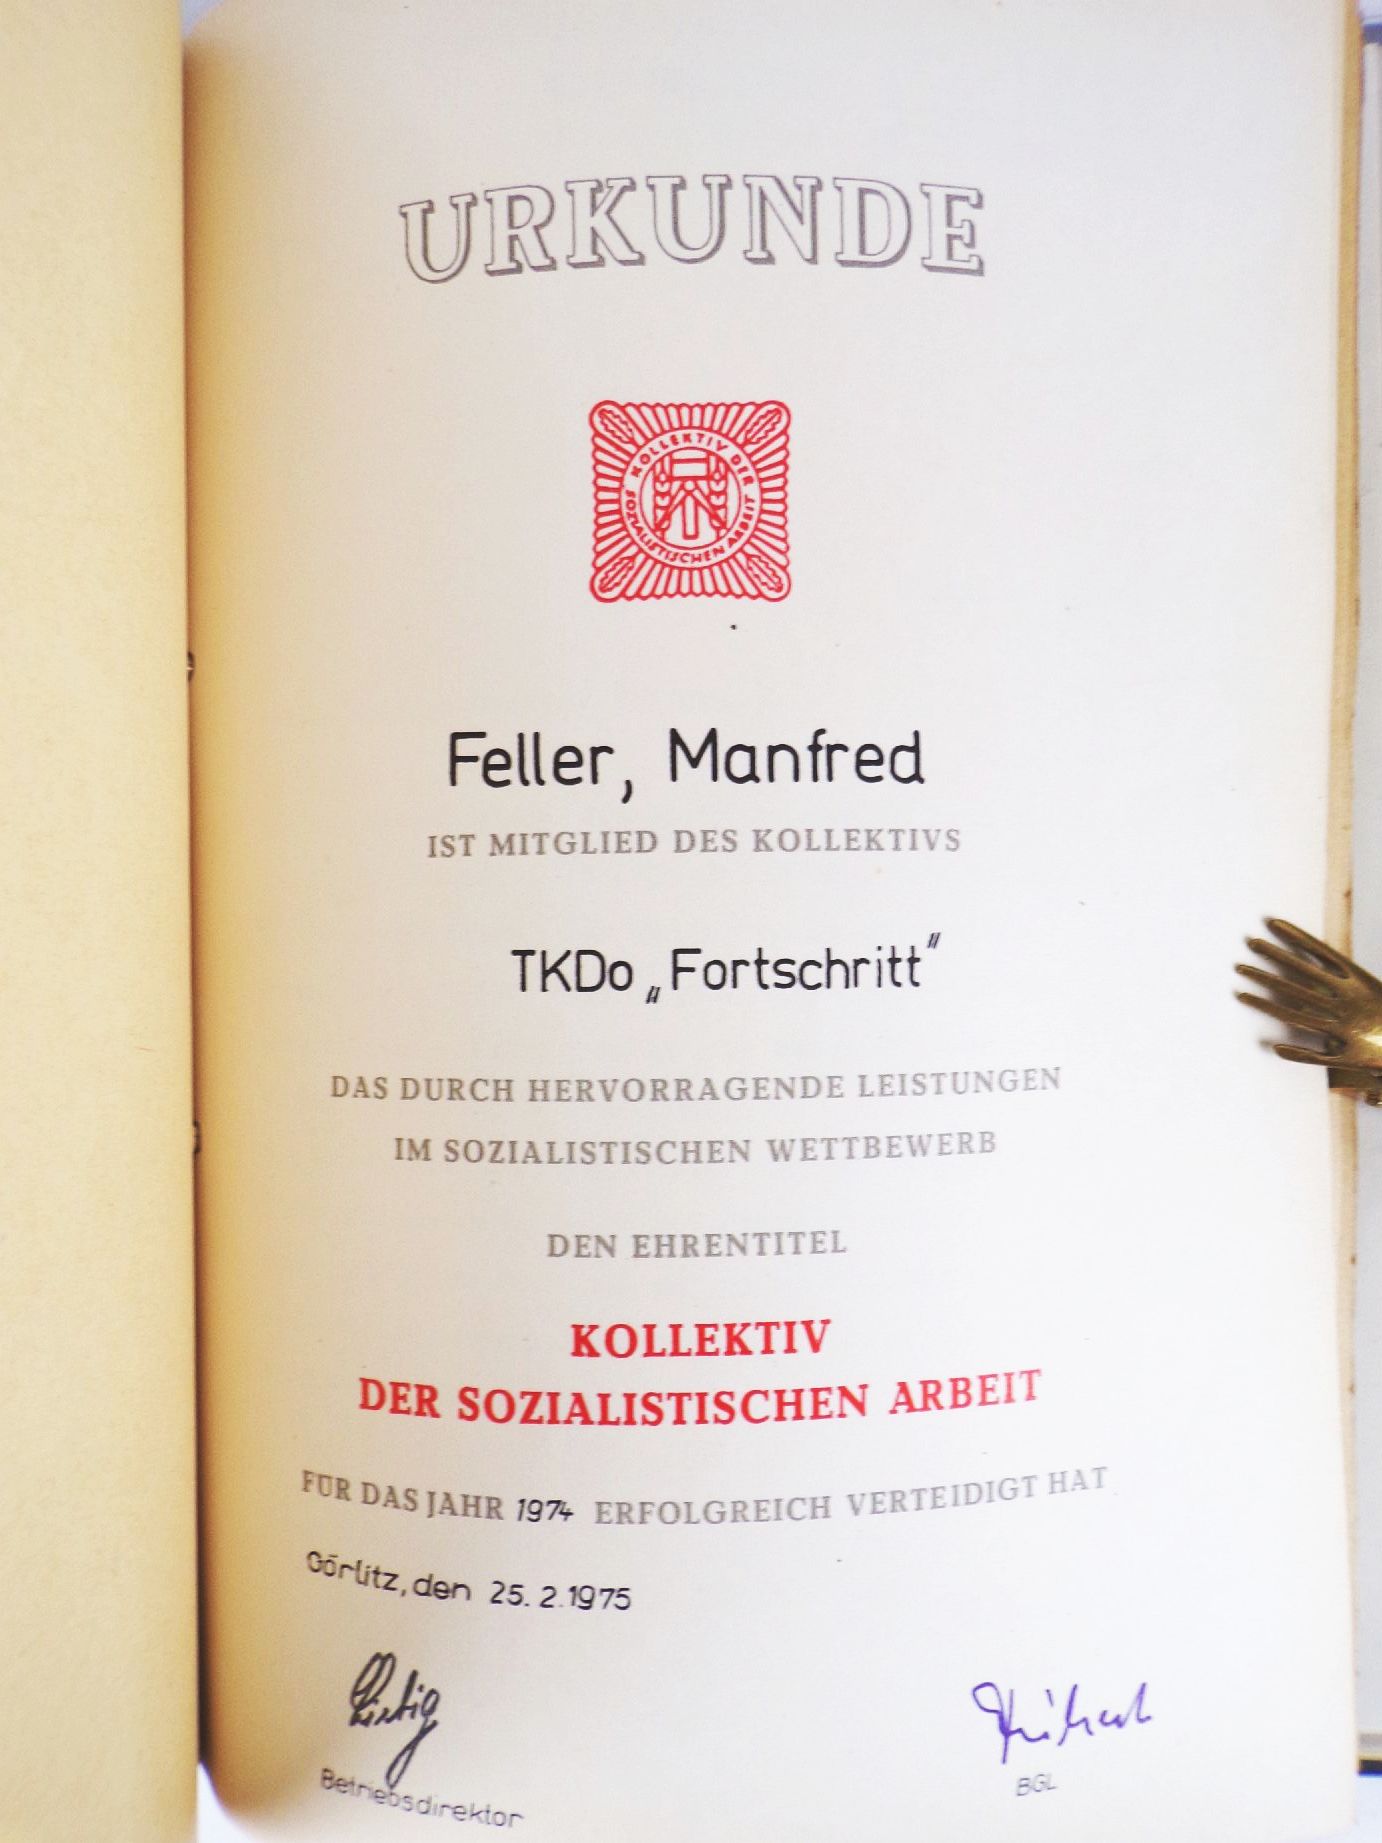 URKUNDE
KOLLEKTIV DER
SOZIALISTISCHEN ARBEIT
Feller, Manfred
IST MITGLIED DES KOLLEKTIVS
TKDo „Fortschritt"
DAS DURCH HERVORRAGENDE LEISTUNGEN
IM SOZIALISTISCHEN WETTBEWERB
DEN EHRENTITEL
KOLLEKTIV
DER SOZIALISTISCHEN ARBEIT
FÜR DAS JAHR 1974 ERFOLGREICH VERTEIDIGT HAT
Görlitz, den 25.2.1975
Betriebsdirektor
BGL